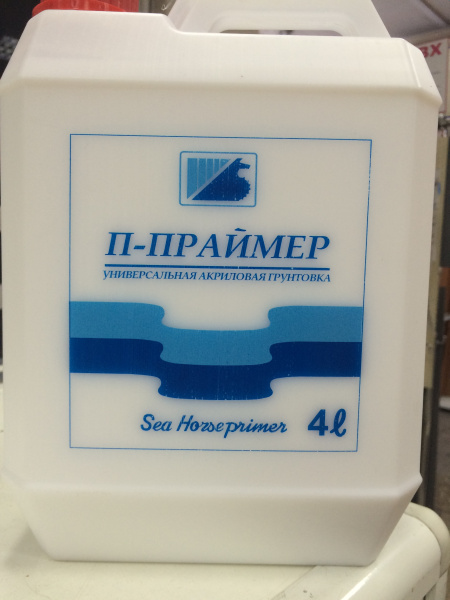 П-ПРАЙМЕР
УНИВЕРСАЛЬНАЯ АКРИЛОВАЯ ГРУНТОВКА
Sea Horseprimer 4ℓ